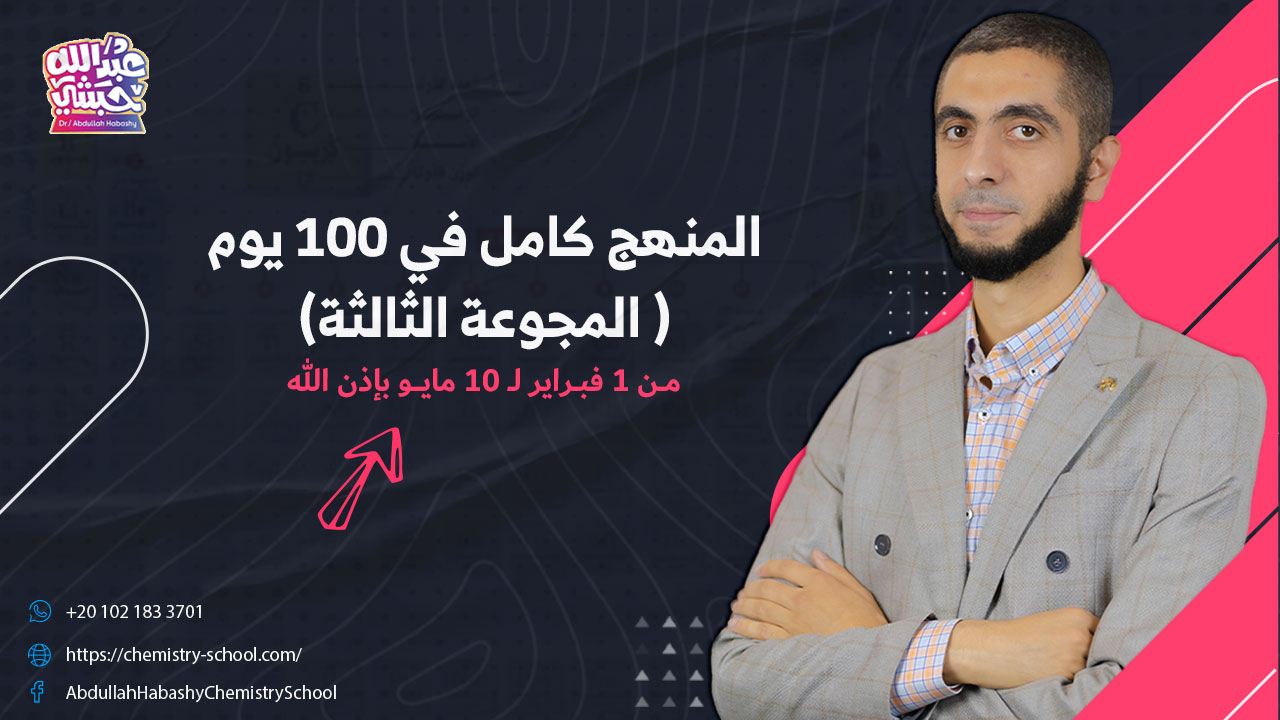 د/
عبدالله
حبشي
Dr/ Abdullah Habashy
المنهج كامل في 100 يوم
( المجوعة الثالثة)
من 1 فبراير لـ 10 مايو بإذن الله
+20 102 183 3701
https://chemistry-school.com/
AbdullahHabashyChemistrySchool